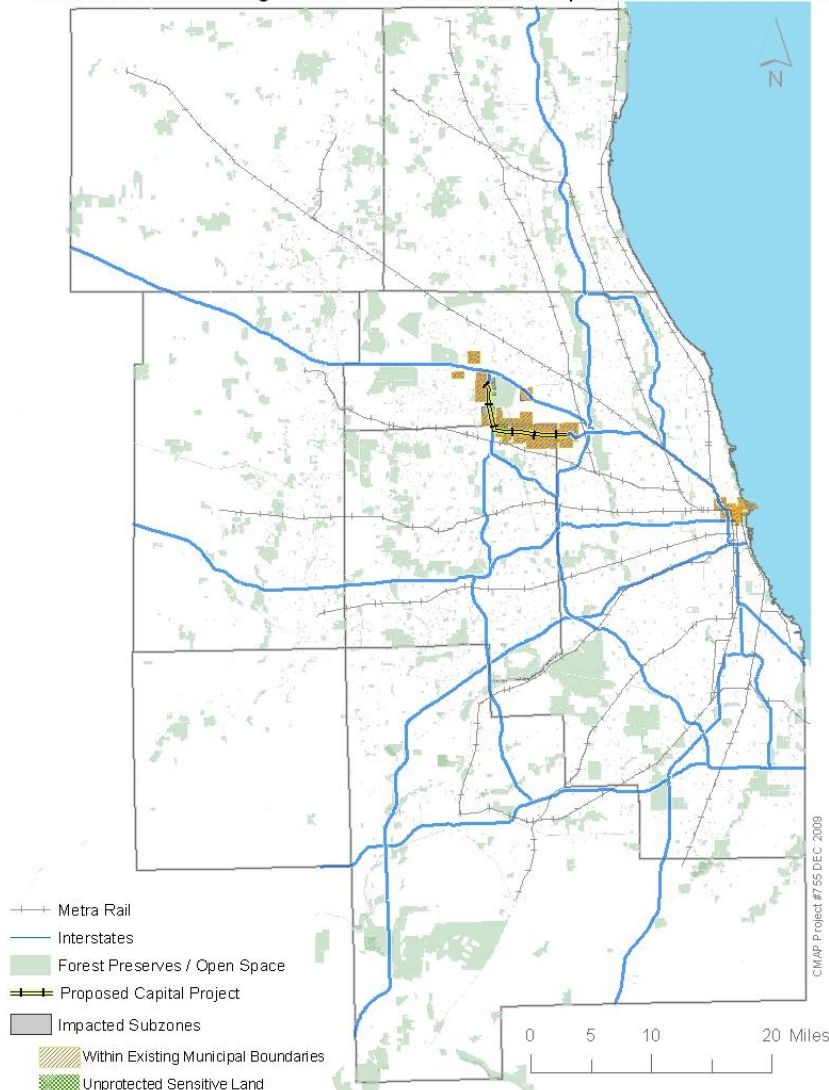 N
CMAP Project #755 DEC 2009
Metra Rail
Interstates
Forest Preserves / Open Space
Proposed Capital Project
Impacted Subzones
Within Existing Municipal Boundaries
Unprotected Sensitive Land
0 5 10 20 Miles